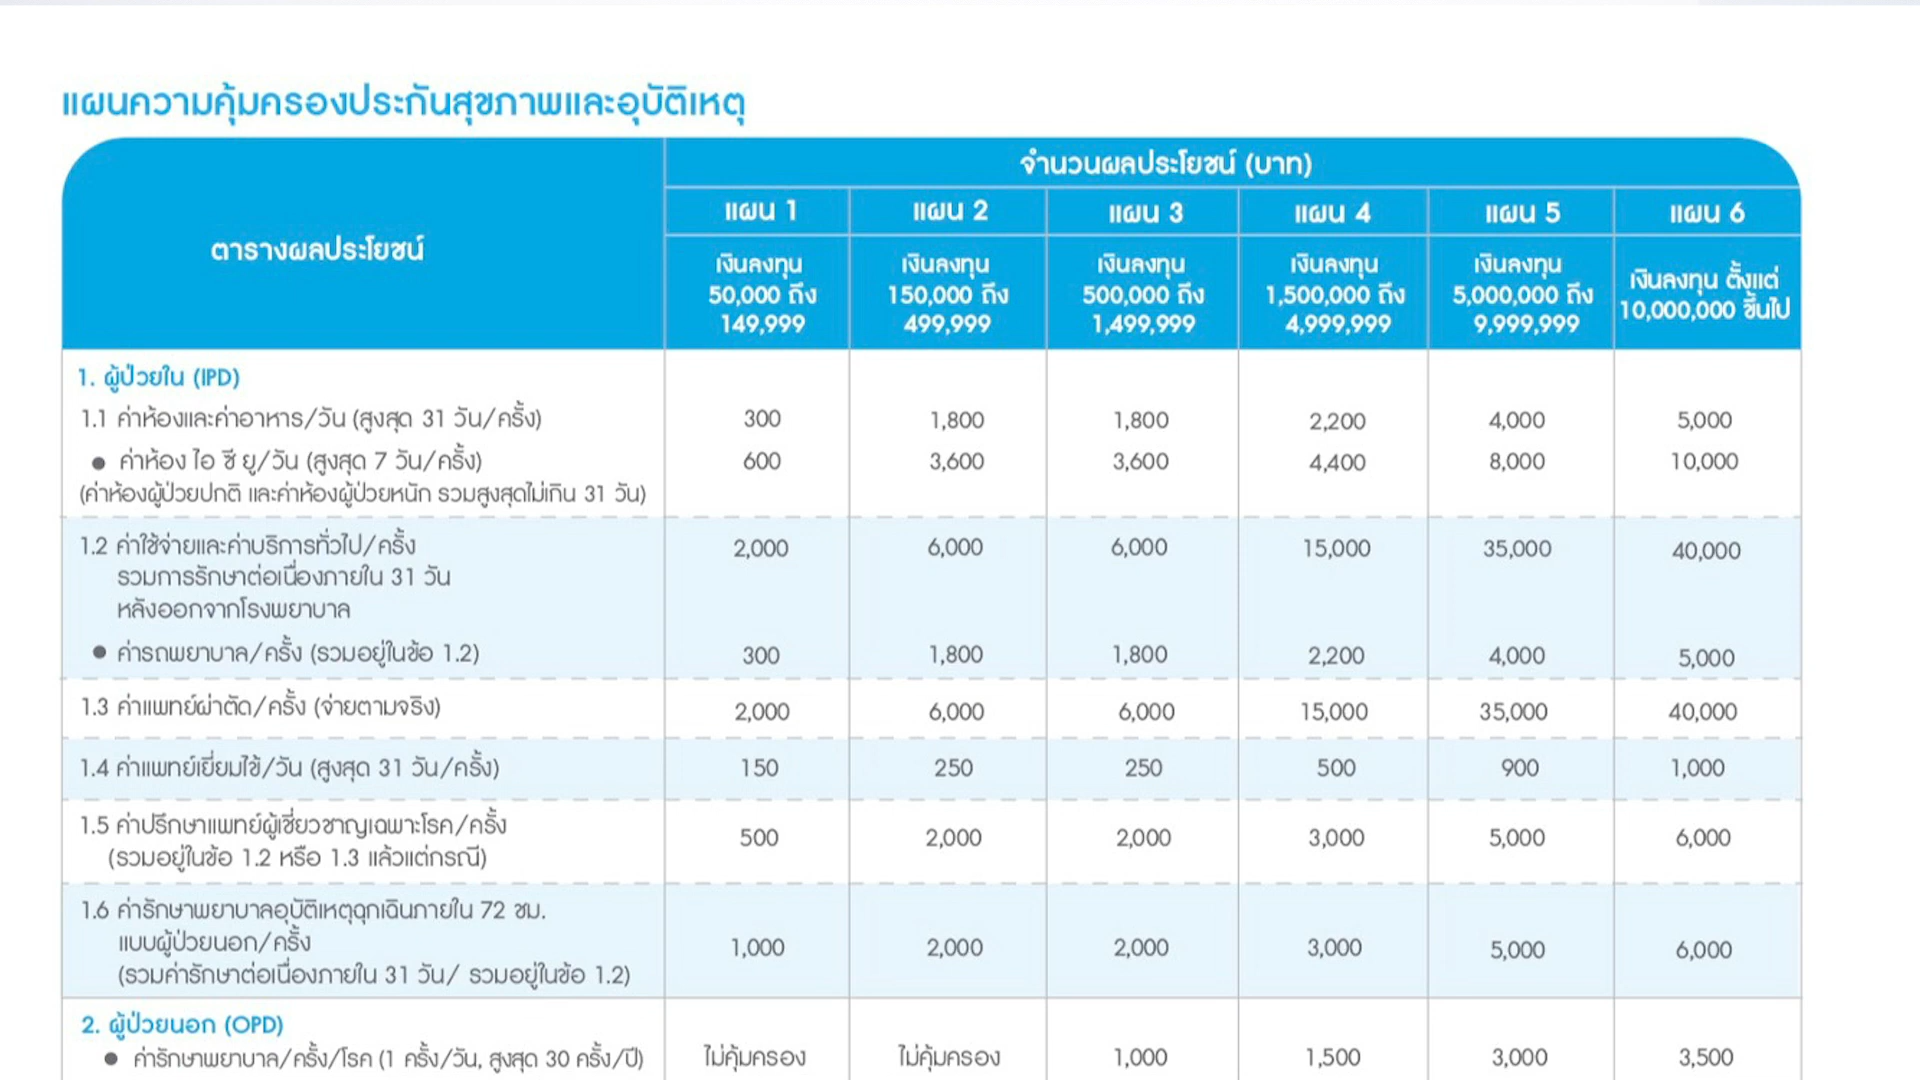 แผนความคุ้มครองประกันสุขภาพและอุบัติเหตุ
ตารางผลประโยชน์
จำนวนผลประโยชน์ (บาท)
แผน 1 แผน 2 แผน 3 แผน 4 แผน 5 แผน 6
เงินลงทุน เงินลงทุน เงินลงทุน เงินลงทุน เงินลงทุน เงินลงทุน ตั้งแต่
50,000 ถึง 150,000 ถึง 500,000 ถึง 1,500,000 ถึง 5,000,000 ถึง 10,000,000 ขึ้นไป
149,999 499,999 1,499,999 4,999,999 9,999,999
1. ผู้ป่วยใน (IPD)
1.1 ค่าห้องและค่าอาหาร/วัน (สูงสุด 31 วัน/ครั้ง) 300 1,800 1,800 2,200 4,000 5,000
● ค่าห้อง ไอ ซี ยู/วัน (สูงสุด 7 วัน/ครั้ง) 600 3,600 3,600 4,400 8,000 10,000
(ค่าห้องผู้ป่วยปกติ และค่าห้องผู้ป่วยหนัก รวมสูงสุดไม่เกิน 31 วัน)
1.2 ค่าใช้จ่ายและค่าบริการทั่วไป/ครั้ง 2,000 6,000 6,000 15,000 35,000 40,000
รวมการรักษาต่อเนื่องภายใน 31 วัน
หลังออกจากโรงพยาบาล
● ค่ารถพยาบาล/ครั้ง (รวมอยู่ในข้อ 1.2) 300 1,800 1,800 2,200 4,000 5,000
1.3 ค่าแพทย์ผ่าตัด/ครั้ง (จ่ายตามจริง) 2,000 6,000 6,000 15,000 35,000 40,000
1.4 ค่าแพทย์เยี่ยมไข้/วัน (สูงสุด 31 วัน/ครั้ง) 150 250 250 500 900 1,000
1.5 ค่าปรึกษาแพทย์ผู้เชี่ยวชาญเฉพาะโรค/ครั้ง 500 2,000 2,000 3,000 5,000 6,000
(รวมอยู่ในข้อ 1.2 หรือ 1.3 แล้วแต่กรณี)
1.6 ค่ารักษาพยาบาลอุบัติเหตุฉุกเฉินภายใน 72 ชม.
แบบผู้ป่วยนอก/ครั้ง 1,000 2,000 2,000 3,000 5,000 6,000
(รวมค่ารักษาต่อเนื่องภายใน 31 วัน/ รวมอยู่ในข้อ 1.2)
2. ผู้ป่วยนอก (OPD)
● ค่ารักษาพยาบาล/ครั้ง/โรค (1 ครั้ง/วัน, สูงสุด 30 ครั้ง/ปี) ไม่คุ้มครอง ไม่คุ้มครอง 1,000 1,500 3,000 3,500